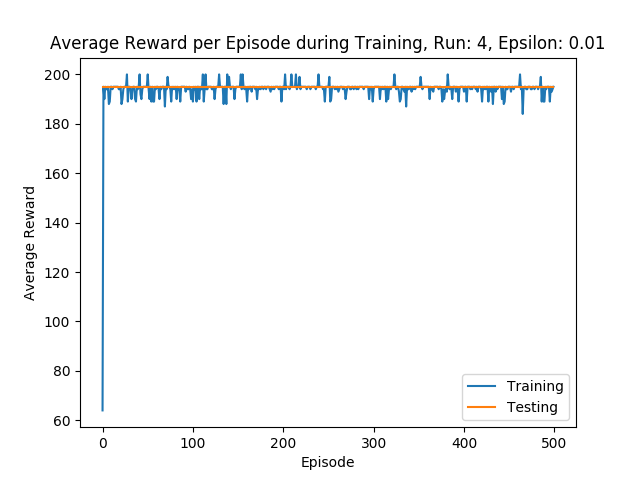 Average Reward per Episode during Training, Run: 4, Epsilon: 0.01
200
180
160
140
120
100
80
60
Average Reward
0
100
200
300
400
500
Episode
Training
Testing